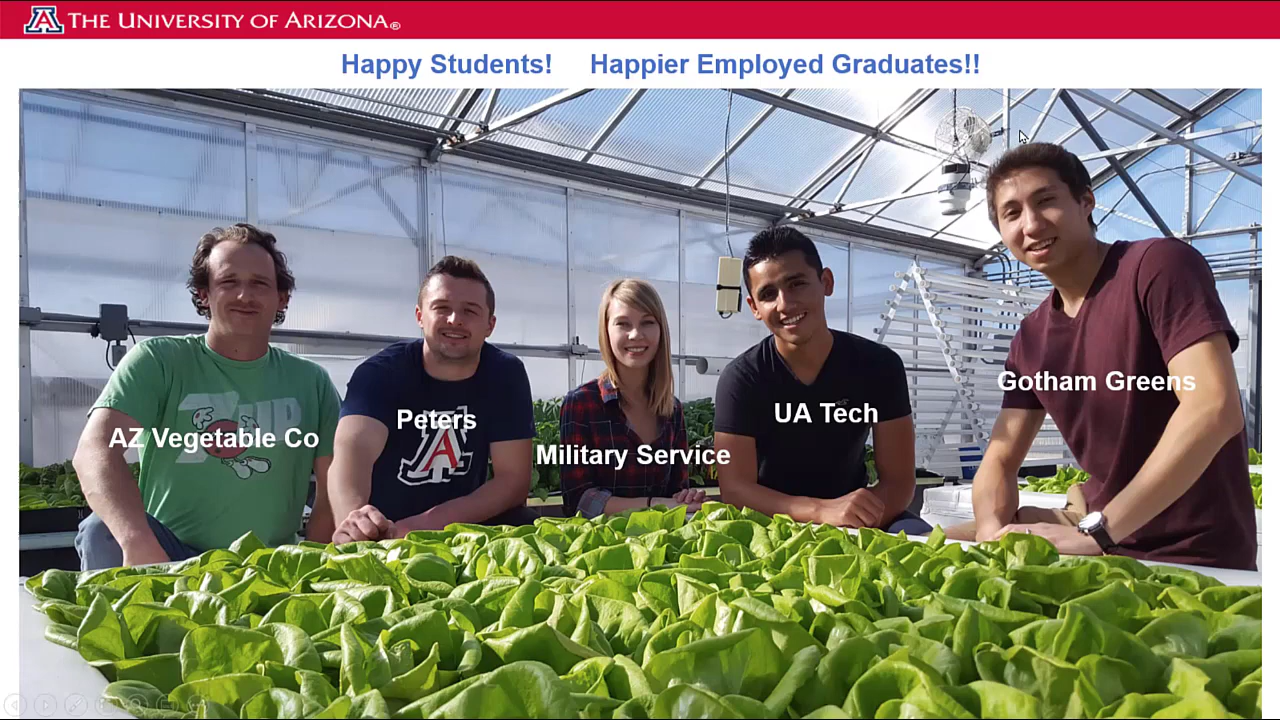 A THE UNIVERSITY OF ARIZONA®
Happy Students! Happier Employed Graduates!!
Gotham Greens
UA Tech
Peters
AZ Vegetable Co
Military Service
A